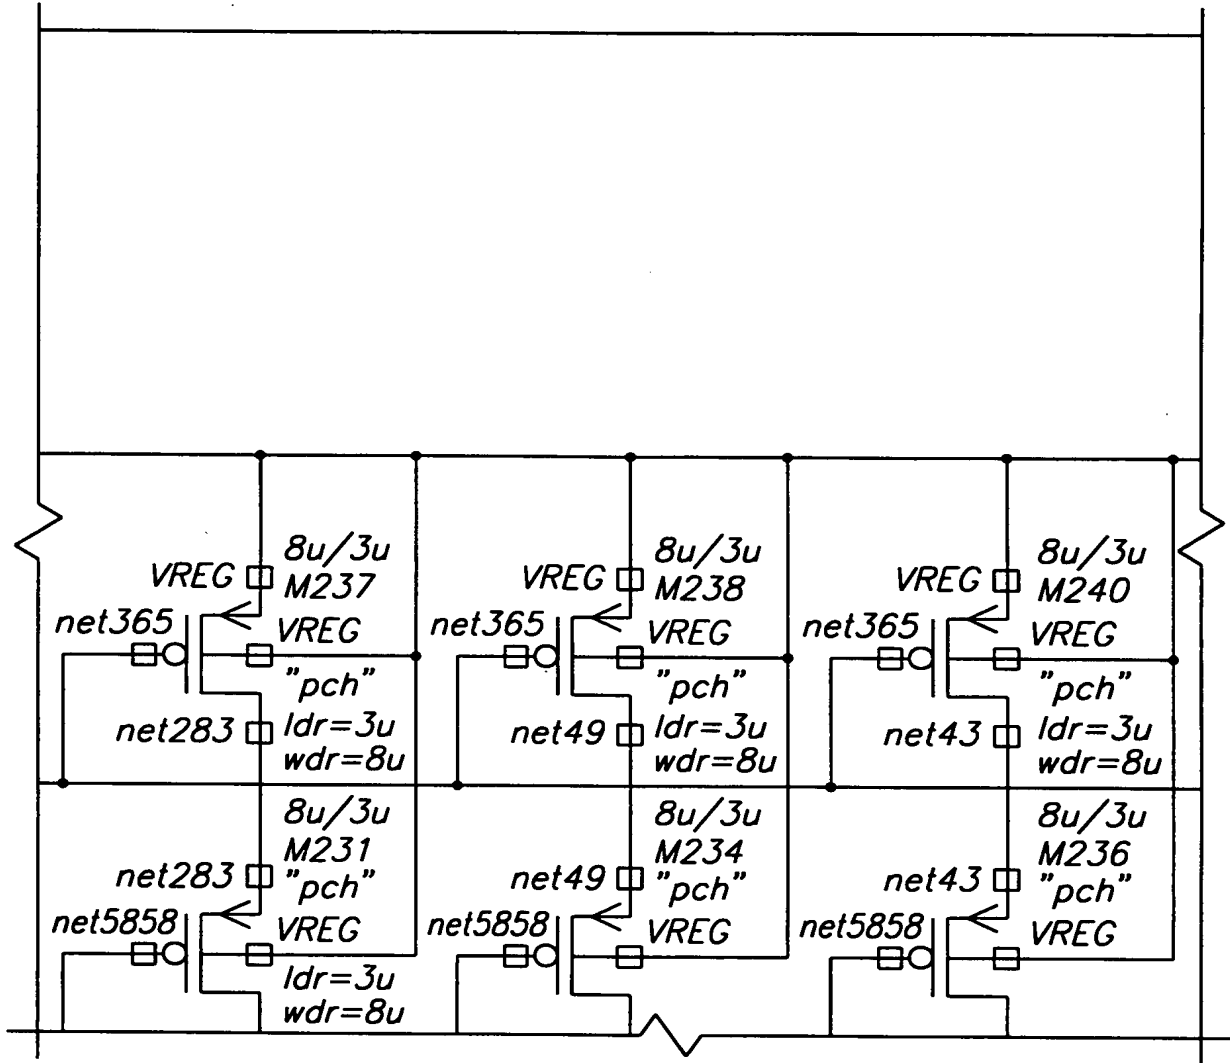 8u/3u
VREG M237
net365 VREG
"pch"
net283 ldr=3u
wdr=8u
8u/3u
VREG M238
net365 VREG
"pch"
net49 ldr=3u
wdr=8u
8u/3u
VREG M240
net365 VREG
"pch"
net43 ldr=3u
wdr=8u
8u/3u
M231
net283 "pch"
net5858 VREG
ldr=3u
wdr=8u
8u/3u
M234
net49 "pch"
net5858 VREG
8u/3u
M236
net43 "pch"
net5858 VREG